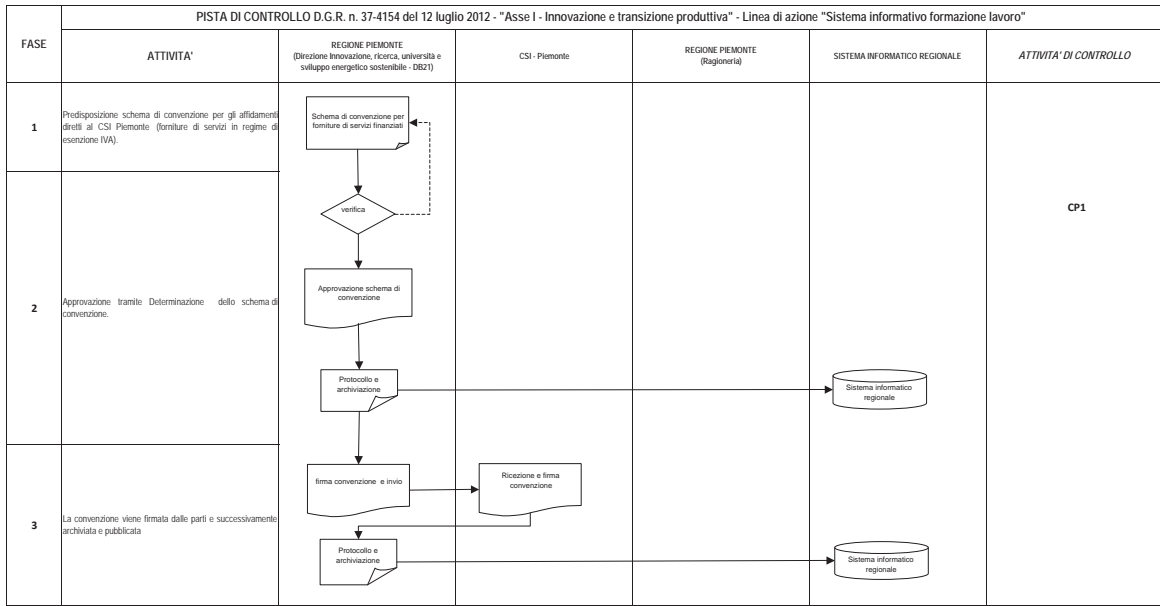 PISTA DI CONTROLLO D.G.R. n. 37-4154 del 12 luglio 2012 - "Asse I - Innovazione e transizione produttiva" - Linea di azione "Sistema informativo formazione lavoro"
FASE
ATTIVITA'
REGIONE PIEMONTE
(Direzione Innovazione, ricerca, università e
sviluppo energetico sostenibile - DB21)
CSI - Piemonte
REGIONE PIEMONTE
(Ragioneria)
SISTEMA INFORMATICO REGIONALE
ATTIVITA' DI CONTROLLO
1
Predisposizione schema di convenzione per gli affidamenti
diretti al CSI Piemonte (forniture di servizi in regime di
esenzione IVA).
Schema di convenzione per
forniture di servizi finanziati
verifica
CP1
2
Approvazione tramite Determinazione dello schema di
convenzione.
Approvazione schema di
convenzione
Protocollo e
archiviazione
Sistema informatico
regionale
3
La convenzione viene firmata dalle parti e successivamente
archiviata e pubblicata
firma convenzione e invio
Ricezione e firma
convenzione
Protocollo e
archiviazione
Sistema informatico
regionale